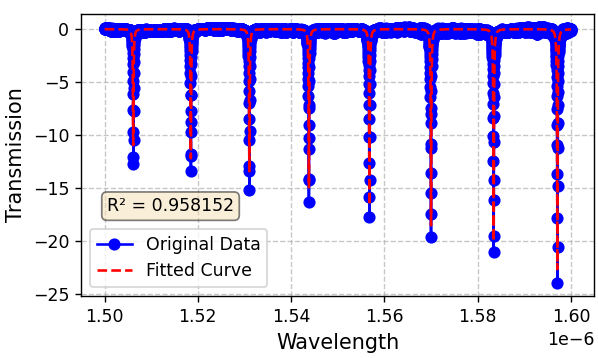 0
−5
−10
−15
−20
−25
Transmission
R² = 0.958152
Original Data
Fitted Curve
1.50 1.52 1.54 1.56 1.58 1.60
1e−6
Wavelength